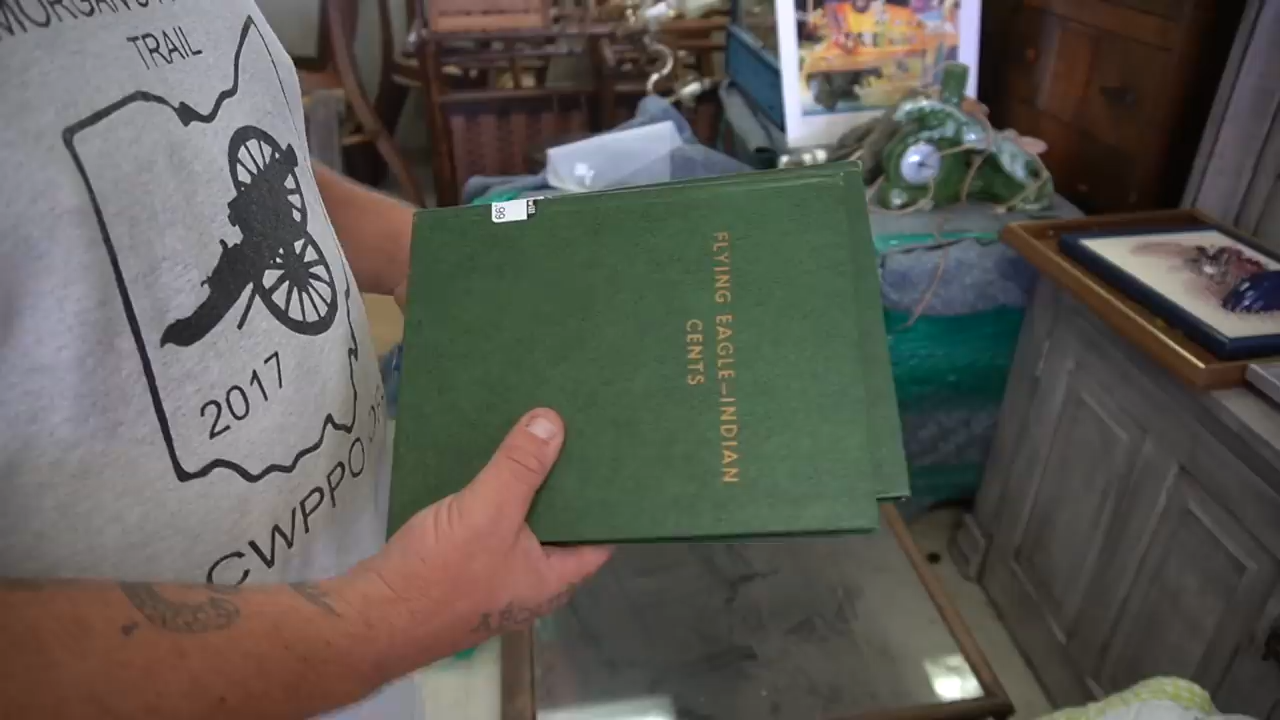 TRAIL
2017
CWPPO
.99
FLYING EAGLE–INDIAN
CENTS